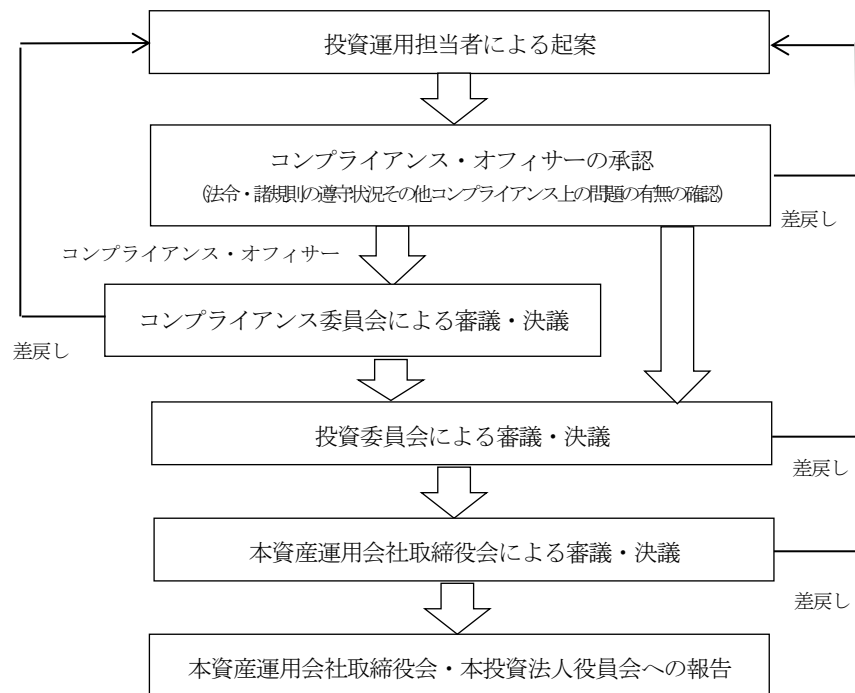 投資運用担当者による起案
コンプライアンス・オフィサーの承認
(法令・諸規則の遵守状況その他コンプライアンス上の問題の有無の確認)
差戻し
コンプライアンス・オフィサー
コンプライアンス委員会による審議・決議
差戻し
投資委員会による審議・決議
差戻し
本資産運用会社取締役会による審議・決議
差戻し
本資産運用会社取締役会・本投資法人役員会への報告